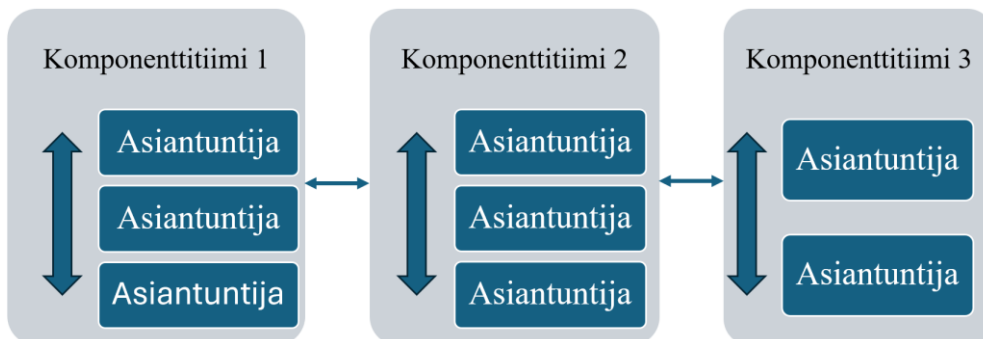 Komponenttitiimi 1
Asiantuntija
Asiantuntija
Asiantuntija
Komponenttitiimi 2
Asiantuntija
Asiantuntija
Asiantuntija
Komponenttitiimi 3
Asiantuntija
Asiantuntija